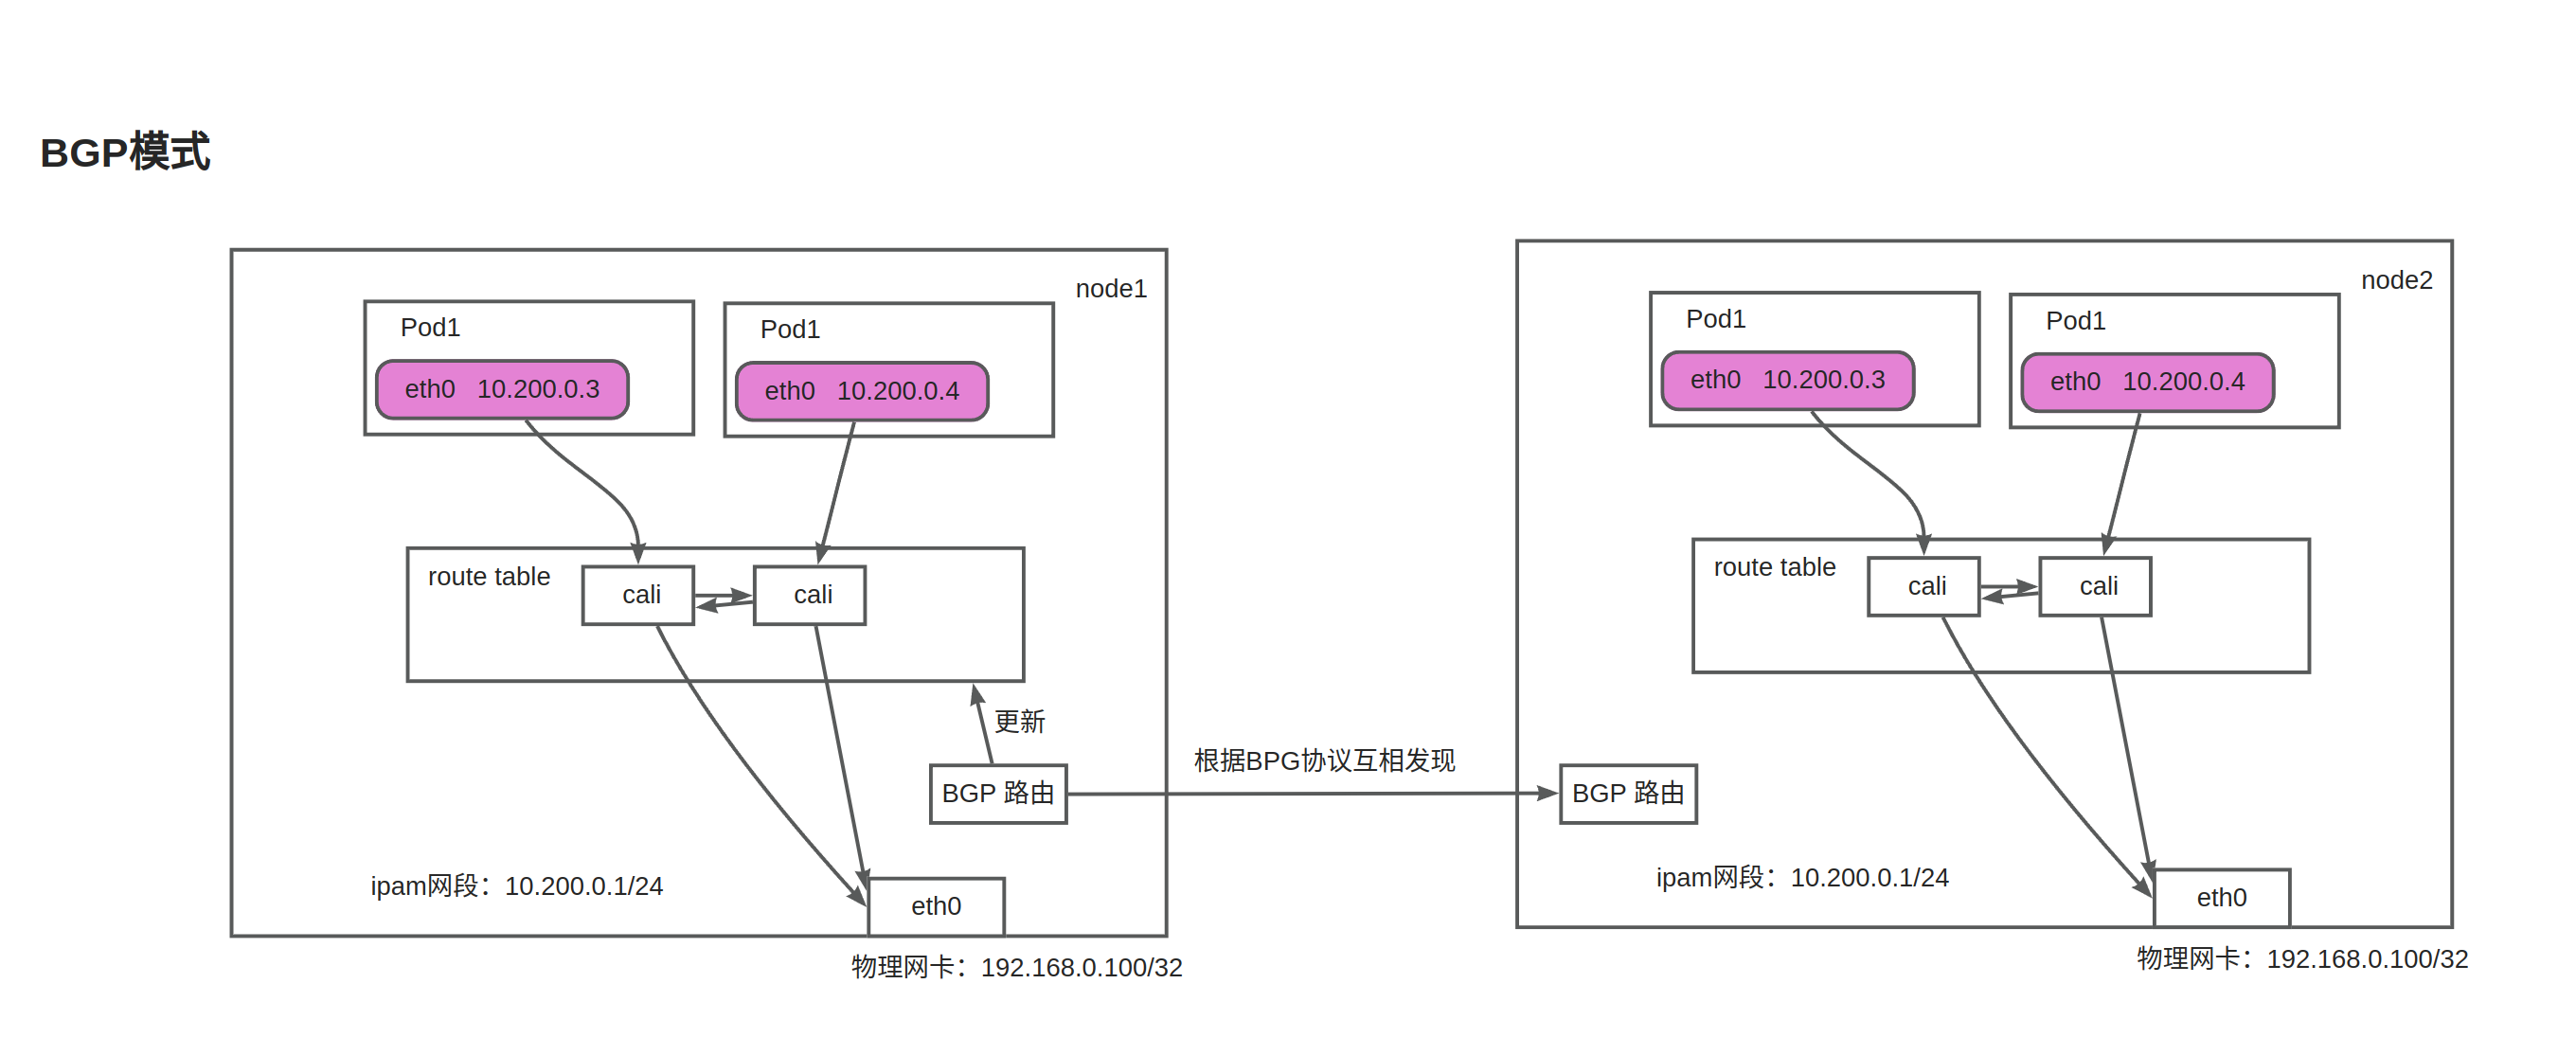 BGP模式
node1
Pod1
eth0 10.200.0.3
Pod1
eth0 10.200.0.4
route table
cali
cali
更新
BGP 路由
ipam网段：10.200.0.1/24
eth0
物理网卡：192.168.0.100/32
根据BPG协议互相发现
node2
Pod1
eth0 10.200.0.3
Pod1
eth0 10.200.0.4
route table
cali
cali
BGP 路由
ipam网段：10.200.0.1/24
eth0
物理网卡：192.168.0.100/32